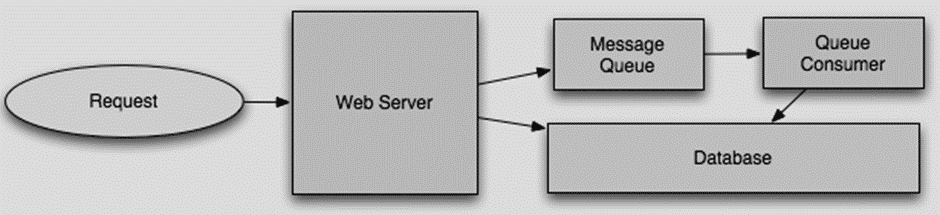 Request
Web Server
Message
Queue
Queue
Consumer
Database